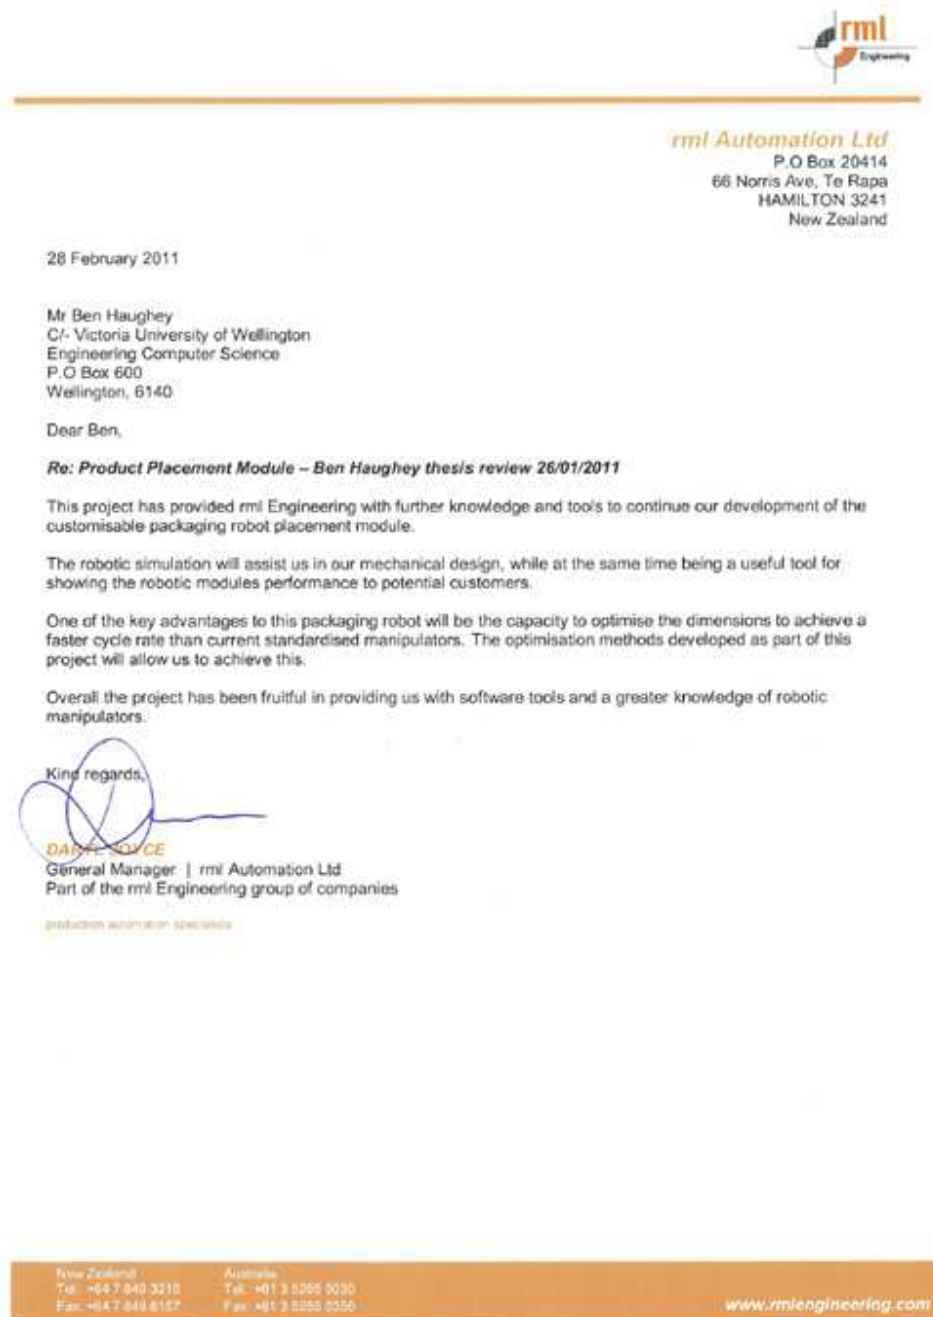 rml
Engineering
rml Automation Ltd
P.O Box 20414
66 Norris Ave, Te Rapa
HAMILTON 3241
New Zealand
28 February 2011
Mr Ben Haughey
C/- Victoria University of Wellington
Engineering Computer Science
P.O Box 600
Wellington, 6140
Dear Ben,
Re: Product Placement Module – Ben Haughey thesis review 26/01/2011
This project has provided rml Engineering with further knowledge and tools to continue our development of the
customisable packaging robot placement module.
The robotic simulation will assist us in our mechanical design, while at the same time being a useful tool for
showing the robotic modules performance to potential customers.
One of the key advantages to this packaging robot will be the capacity to optimise the dimensions to achieve a
faster cycle rate than current standardised manipulators. The optimisation methods developed as part of this
project will allow us to achieve this.
Overall the project has been fruitful in providing us with software tools and a greater knowledge of robotic
manipulators.
Kind regards,
JOYCE
General Manager | rml Automation Ltd
Part of the rml Engineering group of companies
production automation specialists
New Zealand
Australia
Tel:
Tel:
Fax:
Fax:
www.rmlengineering.com